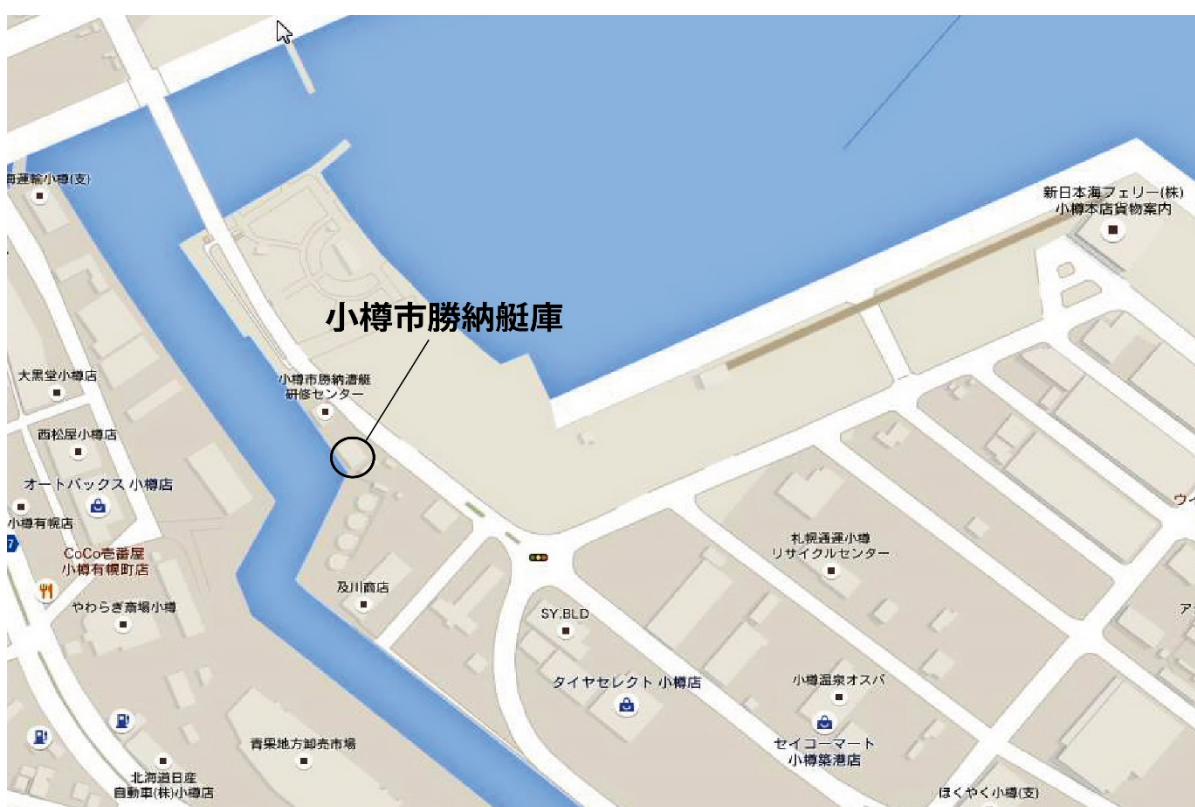 海運輸小樽(支)
新日本海フェリー(株)
小樽本店貨物案内
小樽市勝納艇庫
大黒堂小樽店
小樽市勝納漕艇
研修センター
西松屋小樽店
オートバックス 小樽店
小樽有幌店
7
CoCo壱番屋
小樽有幌町店
札幌通運小樽
リサイクルセンター
ウイ
及川商店
やわらぎ斎場小樽
SY.BLD
ア
タイヤセレクト 小樽店
小樽温泉オスパ
青果地方卸売市場
セイコーマート
小樽築港店
北海道日産
自動車(株)小樽店
ほくやく小樽(支)